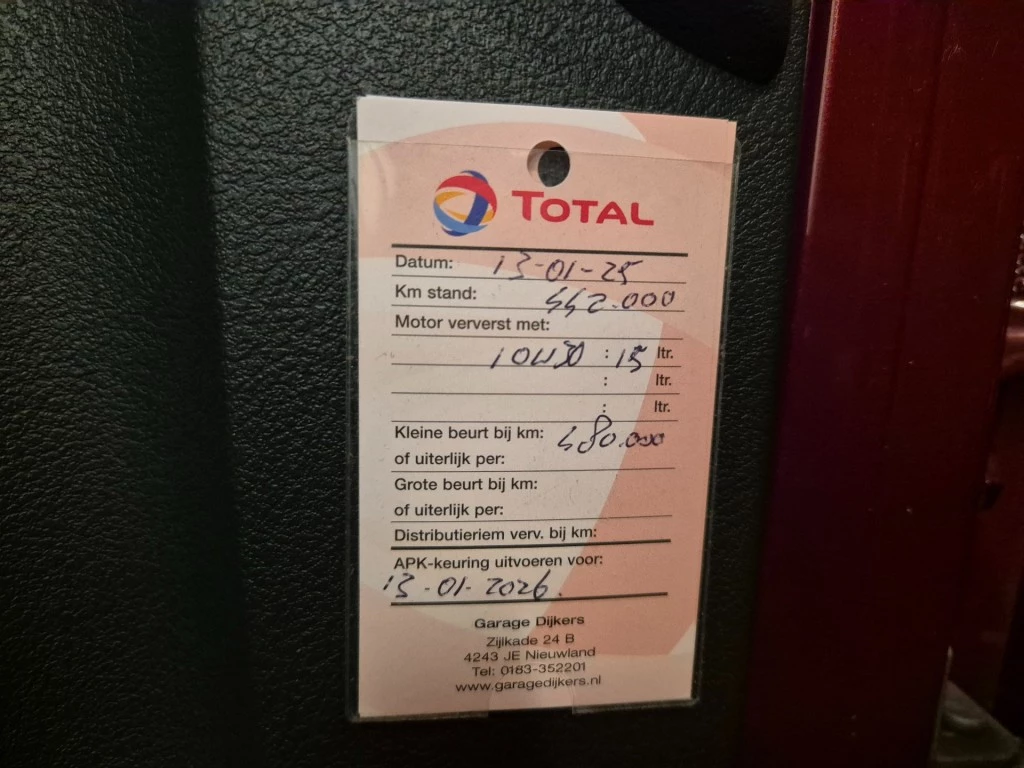 TOTAL
Datum: 13-01-25
Km stand: 442.000
Motor ververst met:
10W30 : 15 ltr.
: ltr.
: ltr.
Kleine beurt bij km: 480.000
of uiterlijk per:
Grote beurt bij km:
of uiterlijk per:
Distributieriem verv. bij km:
APK-keuring uitvoeren voor:
13-01-2026.
Garage Dijkers
Zijlkade 24 B
4243 JE Nieuwland
Tel: 0183-352201
www.garagedijkers.nl